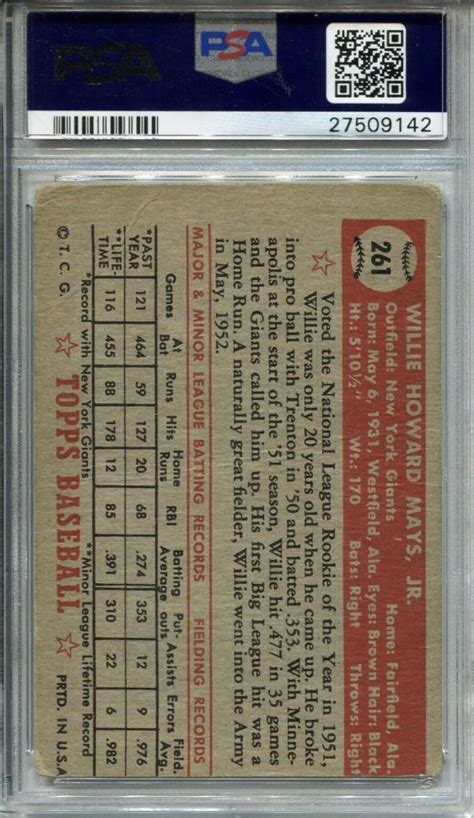 PSA
PSA
27509142
261
WILLIE HOWARD MAYS, JR.
Outfield: New York Giants Home: Fairfield, Ala.
Born: May 6, 1931, Westfield, Ala. Eyes: Brown Hair: Black
Ht.: 5'10½" Wt.: 170 Bats: Right Throws: Right
Voted the National League Rookie of the Year in 1951,
Willie was only 20 years old when he came up. He broke
into pro ball with Trenton in '50 and batted .353. With Minne-
apolis at the start of the '51 season, Willie hit .477 in 35 games
and the Giants called him up. His first Big League hit was a
Home Run. A naturally great fielder, Willie went into the Army
in May, 1952.
MAJOR & MINOR LEAGUE BATTING RECORDS FIELDING RECORDS
Games At Bat Runs Hits Home Runs RBI Batting Average Put-outs Assists Errors Field. Avg.
*PAST YEAR 121 464 59 127 20 68 .274 353 12 9 .976
**LIFE-TIME 116 455 88 178 12 85 .391 310 22 6 .982
*Record with New York Giants **Minor League Lifetime Record
© T. C. G. TOPPS BASEBALL PRTD. IN U.S.A